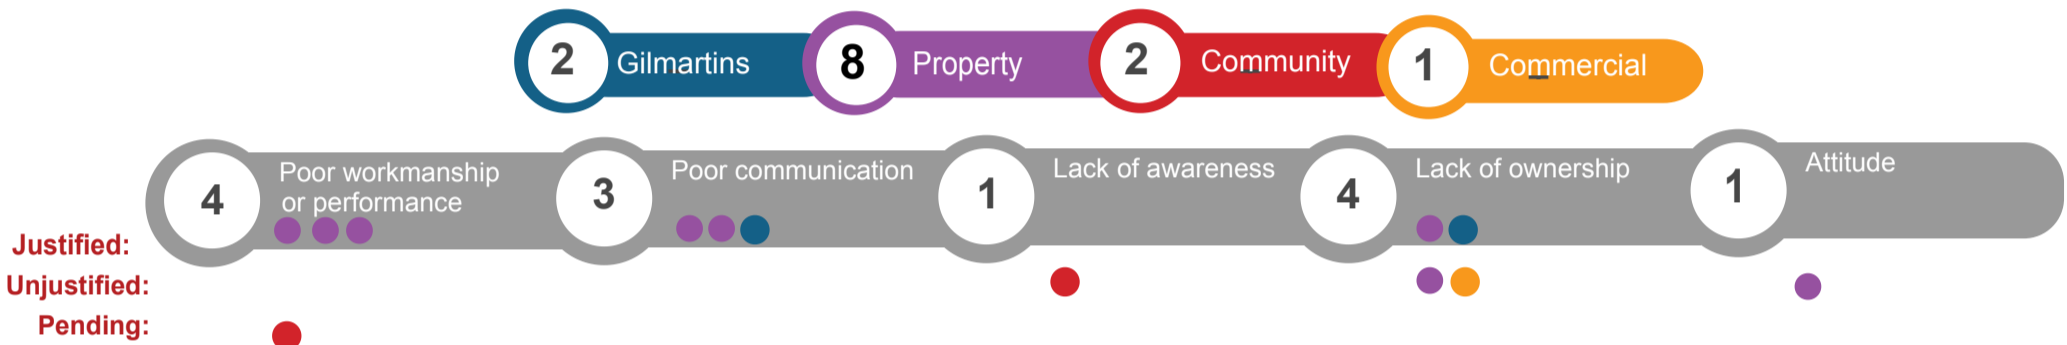 2 Gilmartins 8 Property 2 Community 1 Commercial
4 Poor workmanship
or performance
3 Poor communication
1 Lack of awareness
4 Lack of ownership
1 Attitude
Justified:
Unjustified:
Pending: